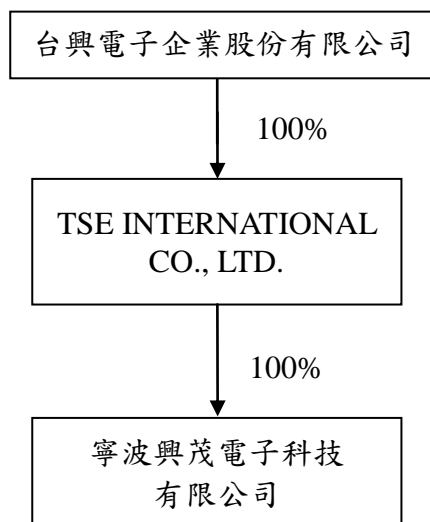 台興電子企業股份有限公司
100%
TSE INTERNATIONAL
CO., LTD.
100%
寧波興茂電子科技
有限公司